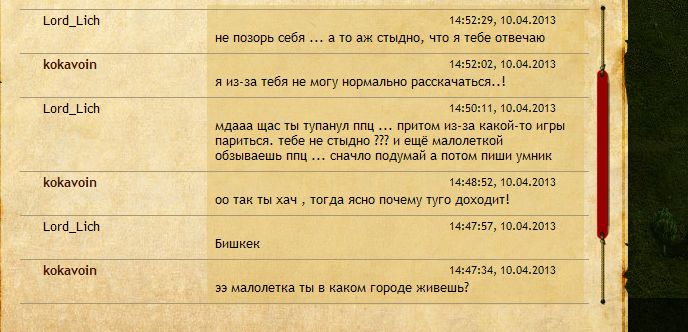 Lord_Lich 14:52:29, 10.04.2013
не позорь себя ... а то аж стыдно, что я тебе отвечаю
kokavoin 14:52:02, 10.04.2013
я из-за тебя не могу нормально расскачаться..!
Lord_Lich 14:50:11, 10.04.2013
мдааа щас ты тупанул ппц ... притом из-за какой-то игры
париться. тебе не стыдно ??? и ещё малолеткой
обзываешь ппц ... сначло подумай а потом пиши умник
kokavoin 14:48:52, 10.04.2013
оо так ты хач , тогда ясно почему туго доходит!
Lord_Lich 14:47:57, 10.04.2013
Бишкек
kokavoin 14:47:34, 10.04.2013
ээ малолетка ты в каком городе живешь?